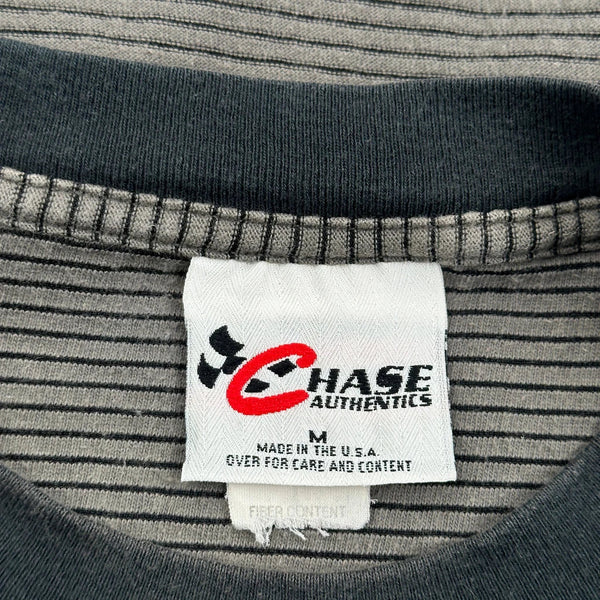 CHASE
AUTHENTICS
M
MADE IN THE U.S.A.
OVER FOR CARE AND CONTENT
FIBER CONTENT